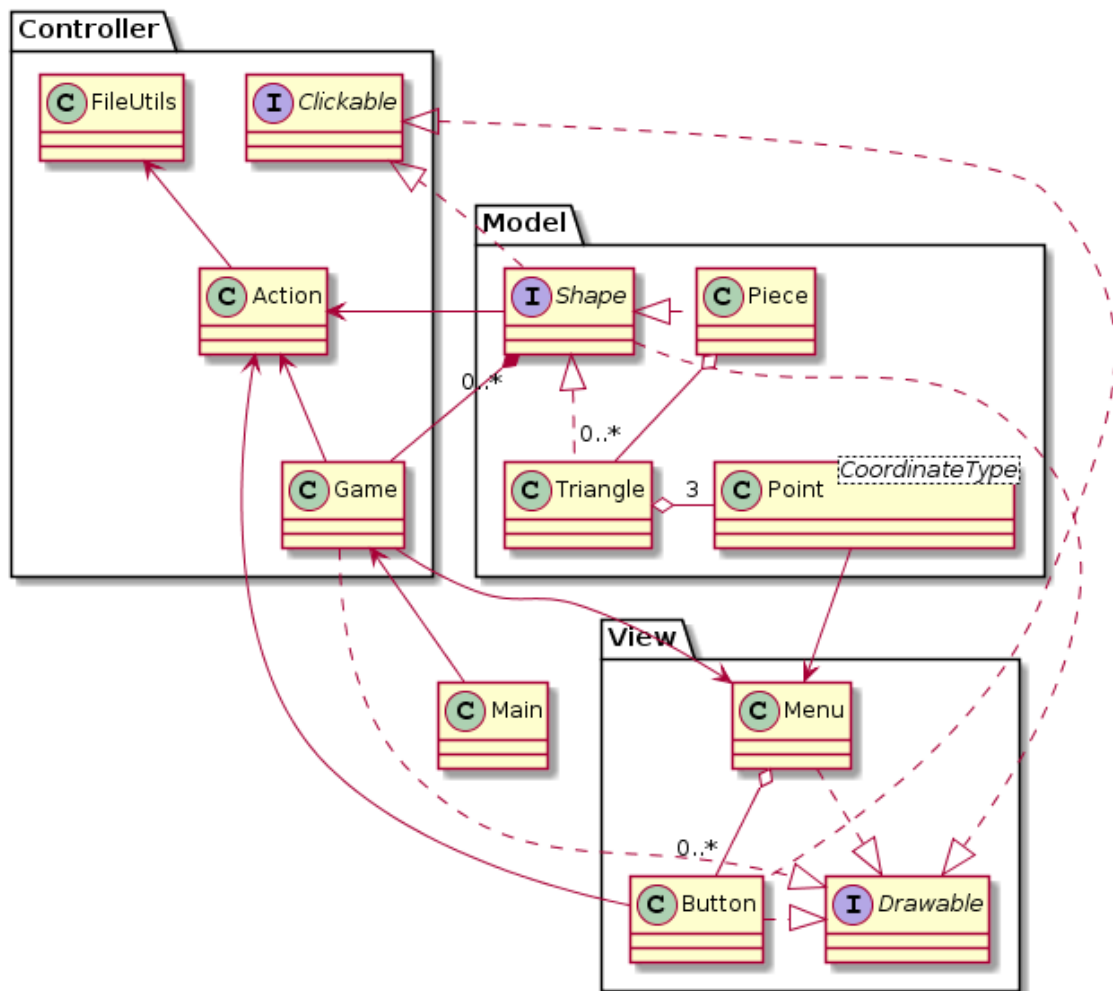 Controller
C FileUtils
I Clickable
Model
C Action
I Shape
C Piece
0..*
0..*
CoordinateType
C Game
C Triangle
3
C Point
View
C Main
C Menu
0..*
C Button
I Drawable